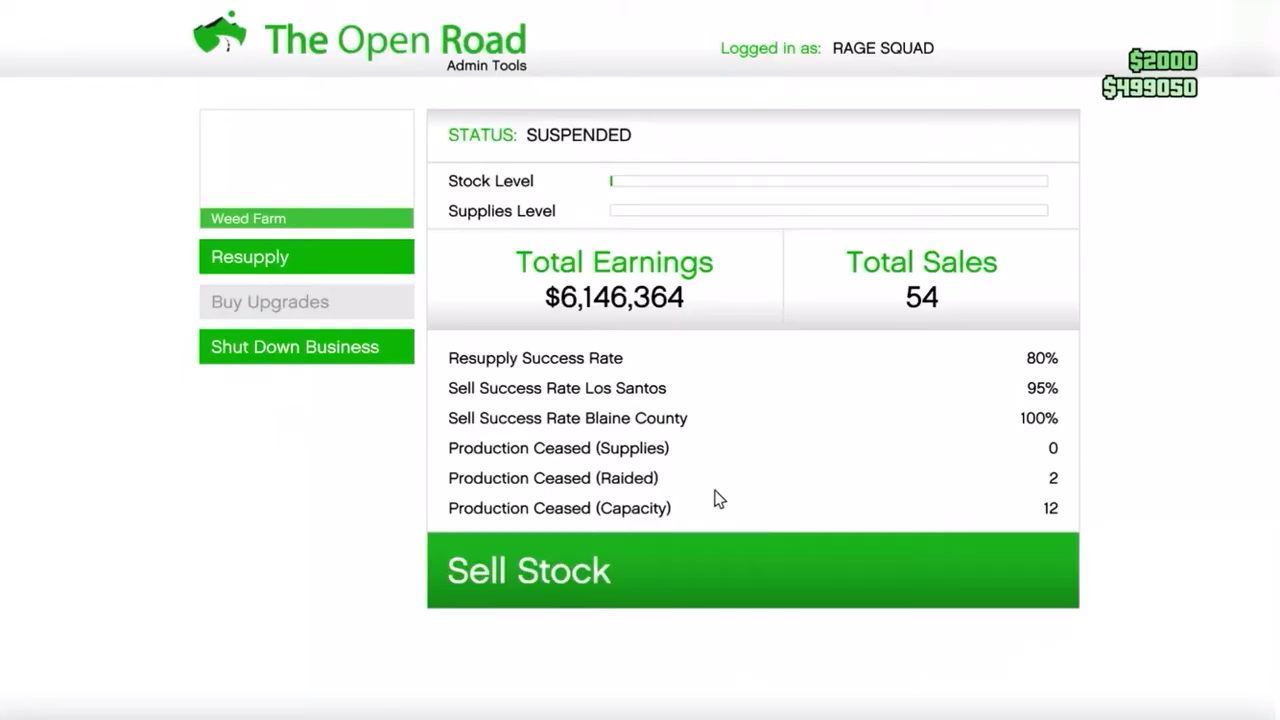 The Open Road
Admin Tools
Logged in as: RAGE SQUAD
$2000
$499050
Weed Farm
Resupply
Buy Upgrades
Shut Down Business
STATUS: SUSPENDED
Stock Level
Supplies Level
Total Earnings
$6,146,364
Total Sales
54
Resupply Success Rate 80%
Sell Success Rate Los Santos 95%
Sell Success Rate Blaine County 100%
Production Ceased (Supplies) 0
Production Ceased (Raided) 2
Production Ceased (Capacity) 12
Sell Stock